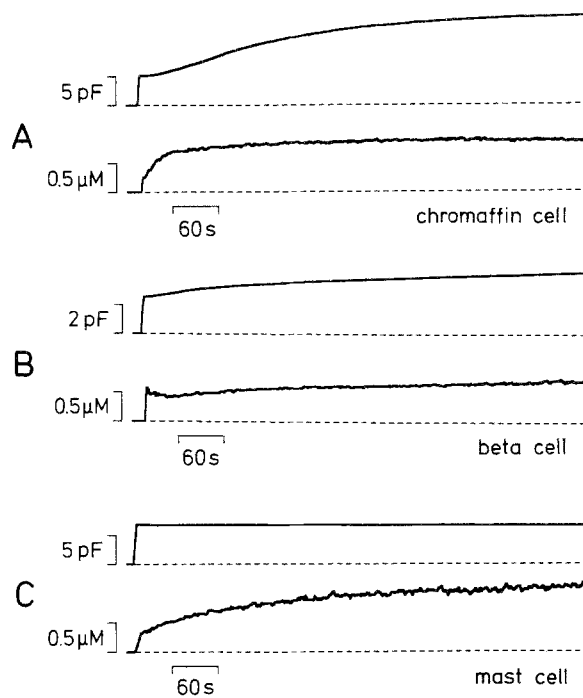 5 pF
A
0.5 µM
60 s
chromaffin cell
2 pF
B
0.5 µM
60 s
beta cell
5 pF
C
0.5 µM
60 s
mast cell